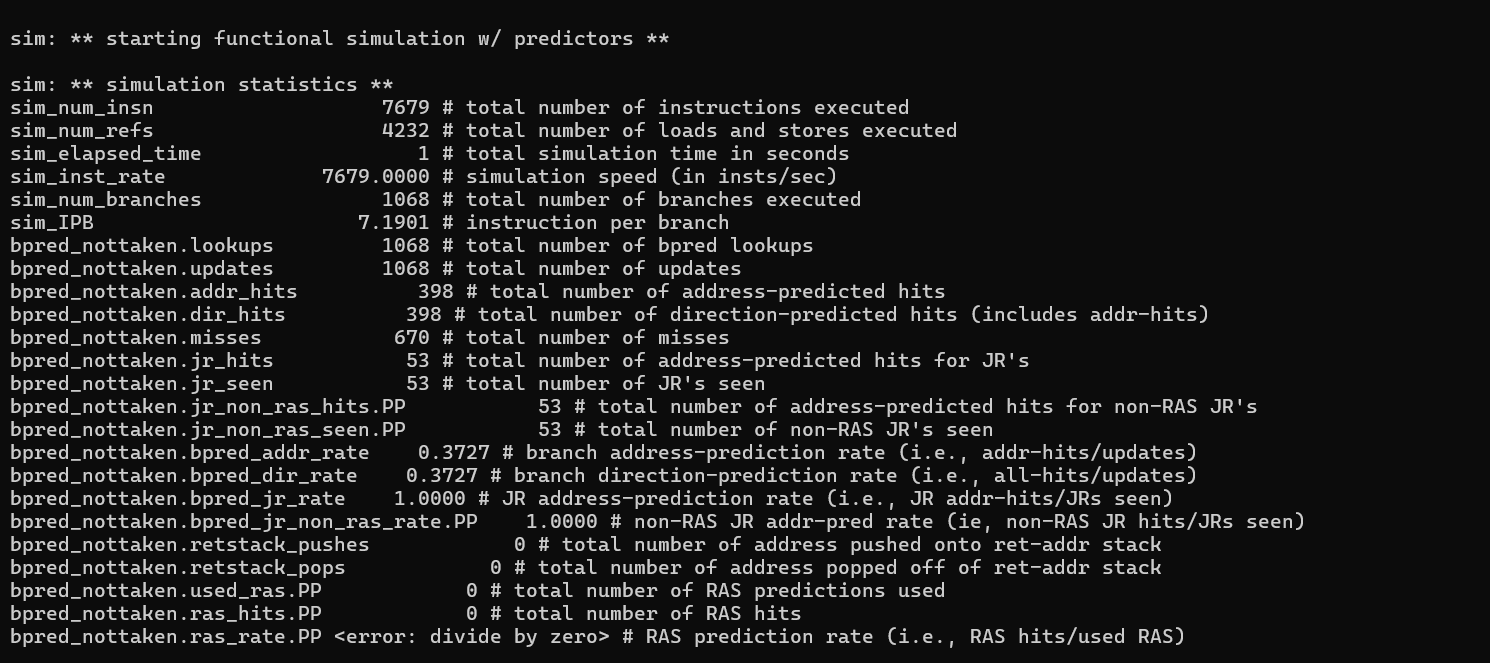 sim: ** starting functional simulation w/ predictors **
sim: ** simulation statistics **
sim_num_insn 7679 # total number of instructions executed
sim_num_refs 4232 # total number of loads and stores executed
sim_elapsed_time 1 # total simulation time in seconds
sim_inst_rate 7679.0000 # simulation speed (in insts/sec)
sim_num_branches 1068 # total number of branches executed
sim_IPB 7.1901 # instruction per branch
bpred_nottaken.lookups 1068 # total number of bpred lookups
bpred_nottaken.updates 1068 # total number of updates
bpred_nottaken.addr_hits 398 # total number of address-predicted hits
bpred_nottaken.dir_hits 398 # total number of direction-predicted hits (includes addr-hits)
bpred_nottaken.misses 670 # total number of misses
bpred_nottaken.jr_hits 53 # total number of address-predicted hits for JR's
bpred_nottaken.jr_seen 53 # total number of JR's seen
bpred_nottaken.jr_non_ras_hits.PP 53 # total number of address-predicted hits for non-RAS JR's
bpred_nottaken.jr_non_ras_seen.PP 53 # total number of non-RAS JR's seen
bpred_nottaken.bpred_addr_rate 0.3727 # branch address-prediction rate (i.e., addr-hits/updates)
bpred_nottaken.bpred_dir_rate 0.3727 # branch direction-prediction rate (i.e., all-hits/updates)
bpred_nottaken.bpred_jr_rate 1.0000 # JR address-prediction rate (i.e., JR addr-hits/JRs seen)
bpred_nottaken.bpred_jr_non_ras_rate.PP 1.0000 # non-RAS JR addr-pred rate (ie, non-RAS JR hits/JRs seen)
bpred_nottaken.retstack_pushes 0 # total number of address pushed onto ret-addr stack
bpred_nottaken.retstack_pops 0 # total number of address popped off of ret-addr stack
bpred_nottaken.used_ras.PP 0 # total number of RAS predictions used
bpred_nottaken.ras_hits.PP 0 # total number of RAS hits
bpred_nottaken.ras_rate.PP <error: divide by zero> # RAS prediction rate (i.e., RAS hits/used RAS)